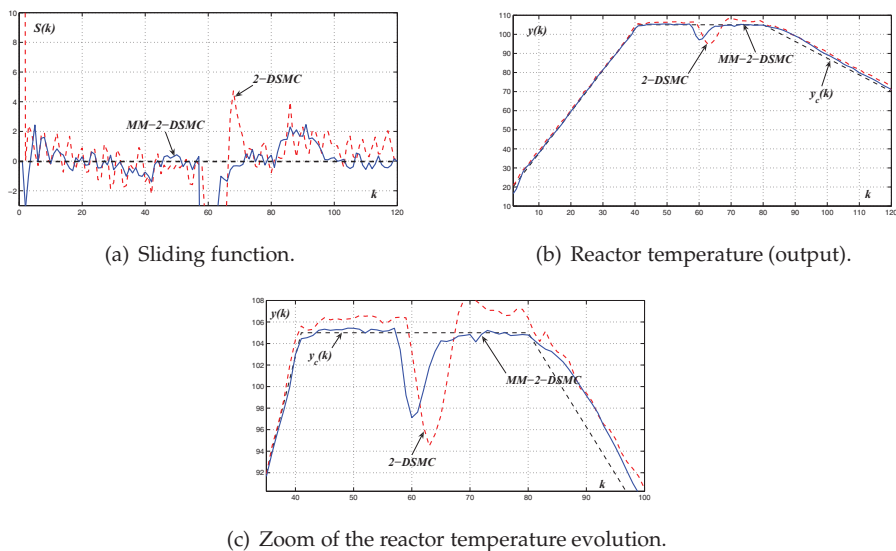 10
8
6
4
2
0
−2
S(k)
2−DSMC
MM−2−DSMC
k
0 20 40 60 80 100 120
(a) Sliding function.
110
100
90
80
70
60
50
40
30
20
10
y(k)
2−DSMC
MM−2−DSMC
y_c(k)
k
10 20 30 40 50 60 70 80 90 100 110 120
(b) Reactor temperature (output).
108
106
104
102
100
98
96
94
92
y(k)
y_c(k)
MM−2−DSMC
2−DSMC
k
40 50 60 70 80 90 100
(c) Zoom of the reactor temperature evolution.